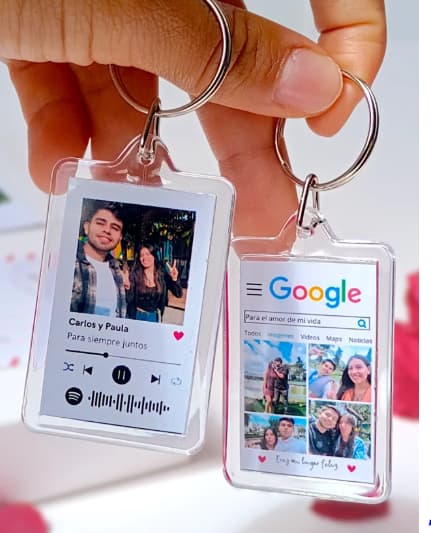 Carlos y Paula
Para siempre juntos
Google
Para el amor de mi vida
Todos Imágenes Videos Maps Noticias
Eres mi lugar feliz